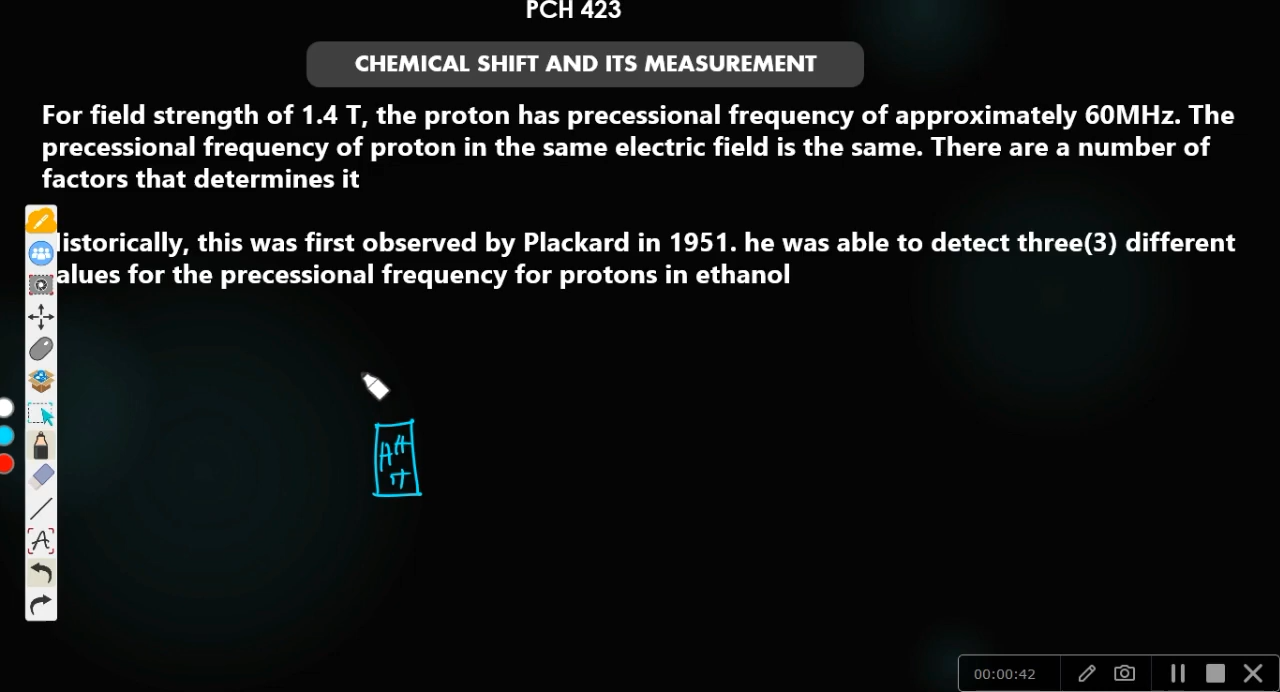 PCH 423
CHEMICAL SHIFT AND ITS MEASUREMENT
For field strength of 1.4 T, the proton has precessional frequency of approximately 60MHz. The
precessional frequency of proton in the same electric field is the same. There are a number of
factors that determines it
istorically, this was first observed by Plackard in 1951. he was able to detect three(3) different
alues for the precessional frequency for protons in ethanol
00:00:42